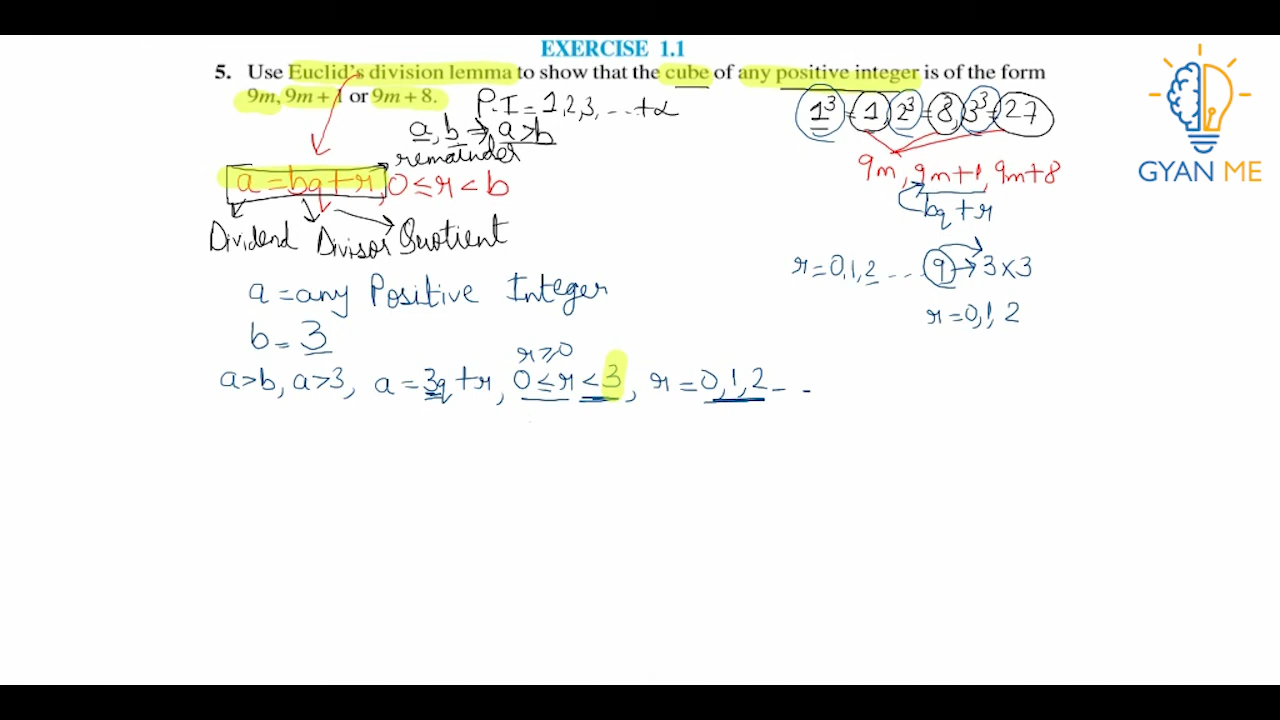 EXERCISE 1.1
5. Use Euclid's division lemma to show that the cube of any positive integer is of the form
9m, 9m + 1 or 9m + 8.
P.I = 1,2,3, ... +α
a, b ⇒ a > b
remainder
a = bq + r, 0 ≤ r < b
Dividend Divisor Quotient
1³ = 1, 2³ = 8, 3³ = 27
9m, 9m+1, 9m+8
bq + r
r = 0,1,2 ... 9 → 3 × 3
r = 0,1,2
GYAN ME
a = any Positive Integer
b = 3
r ≥ 0
a > b, a > 3, a = 3q + r, 0 ≤ r < 3, r = 0,1,2 - -